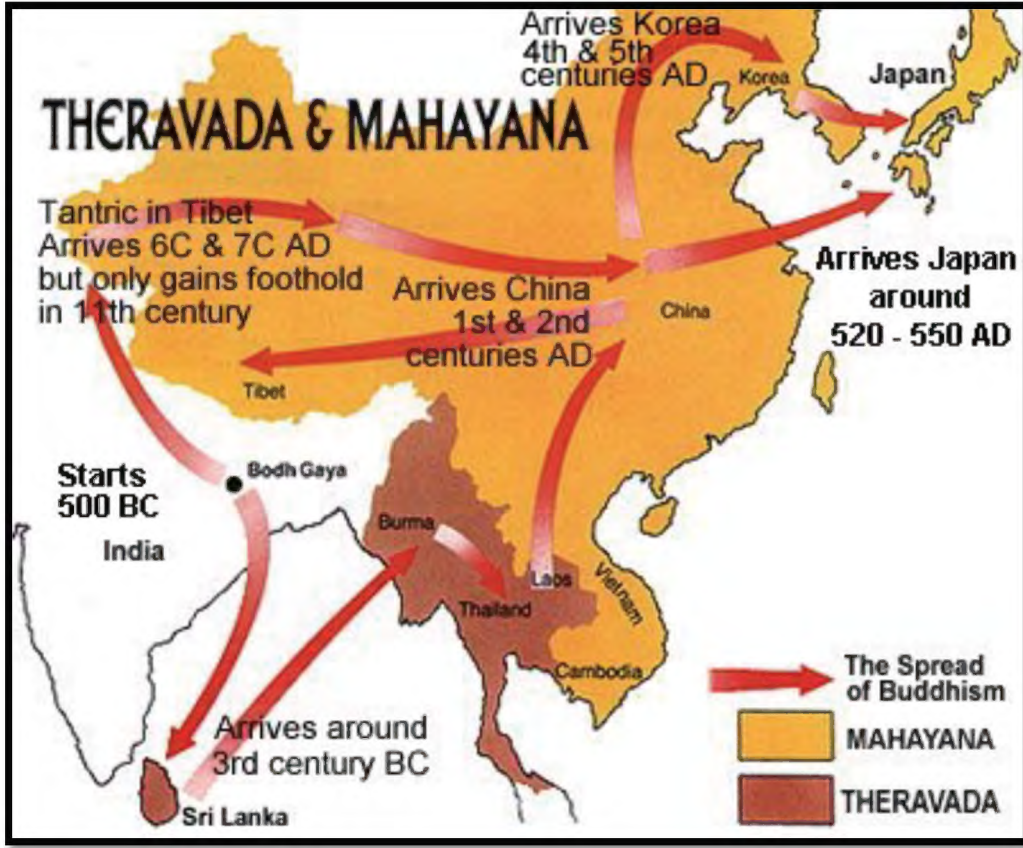 Arrives Korea
4th & 5th
centuries AD
Korea
Japan
THERAVADA & MAHAYANA
Tantric in Tibet
Arrives 6C & 7C AD
but only gains foothold
in 11th century
Arrives China
1st & 2nd
centuries AD
China
Arrives Japan
around
520 - 550 AD
Tibet
Starts
500 BC
Bodh Gaya
India
Burma
Laos
Vietnam
Thailand
Cambodia
Arrives around
3rd century BC
Sri Lanka
The Spread
of Buddhism
MAHAYANA
THERAVADA